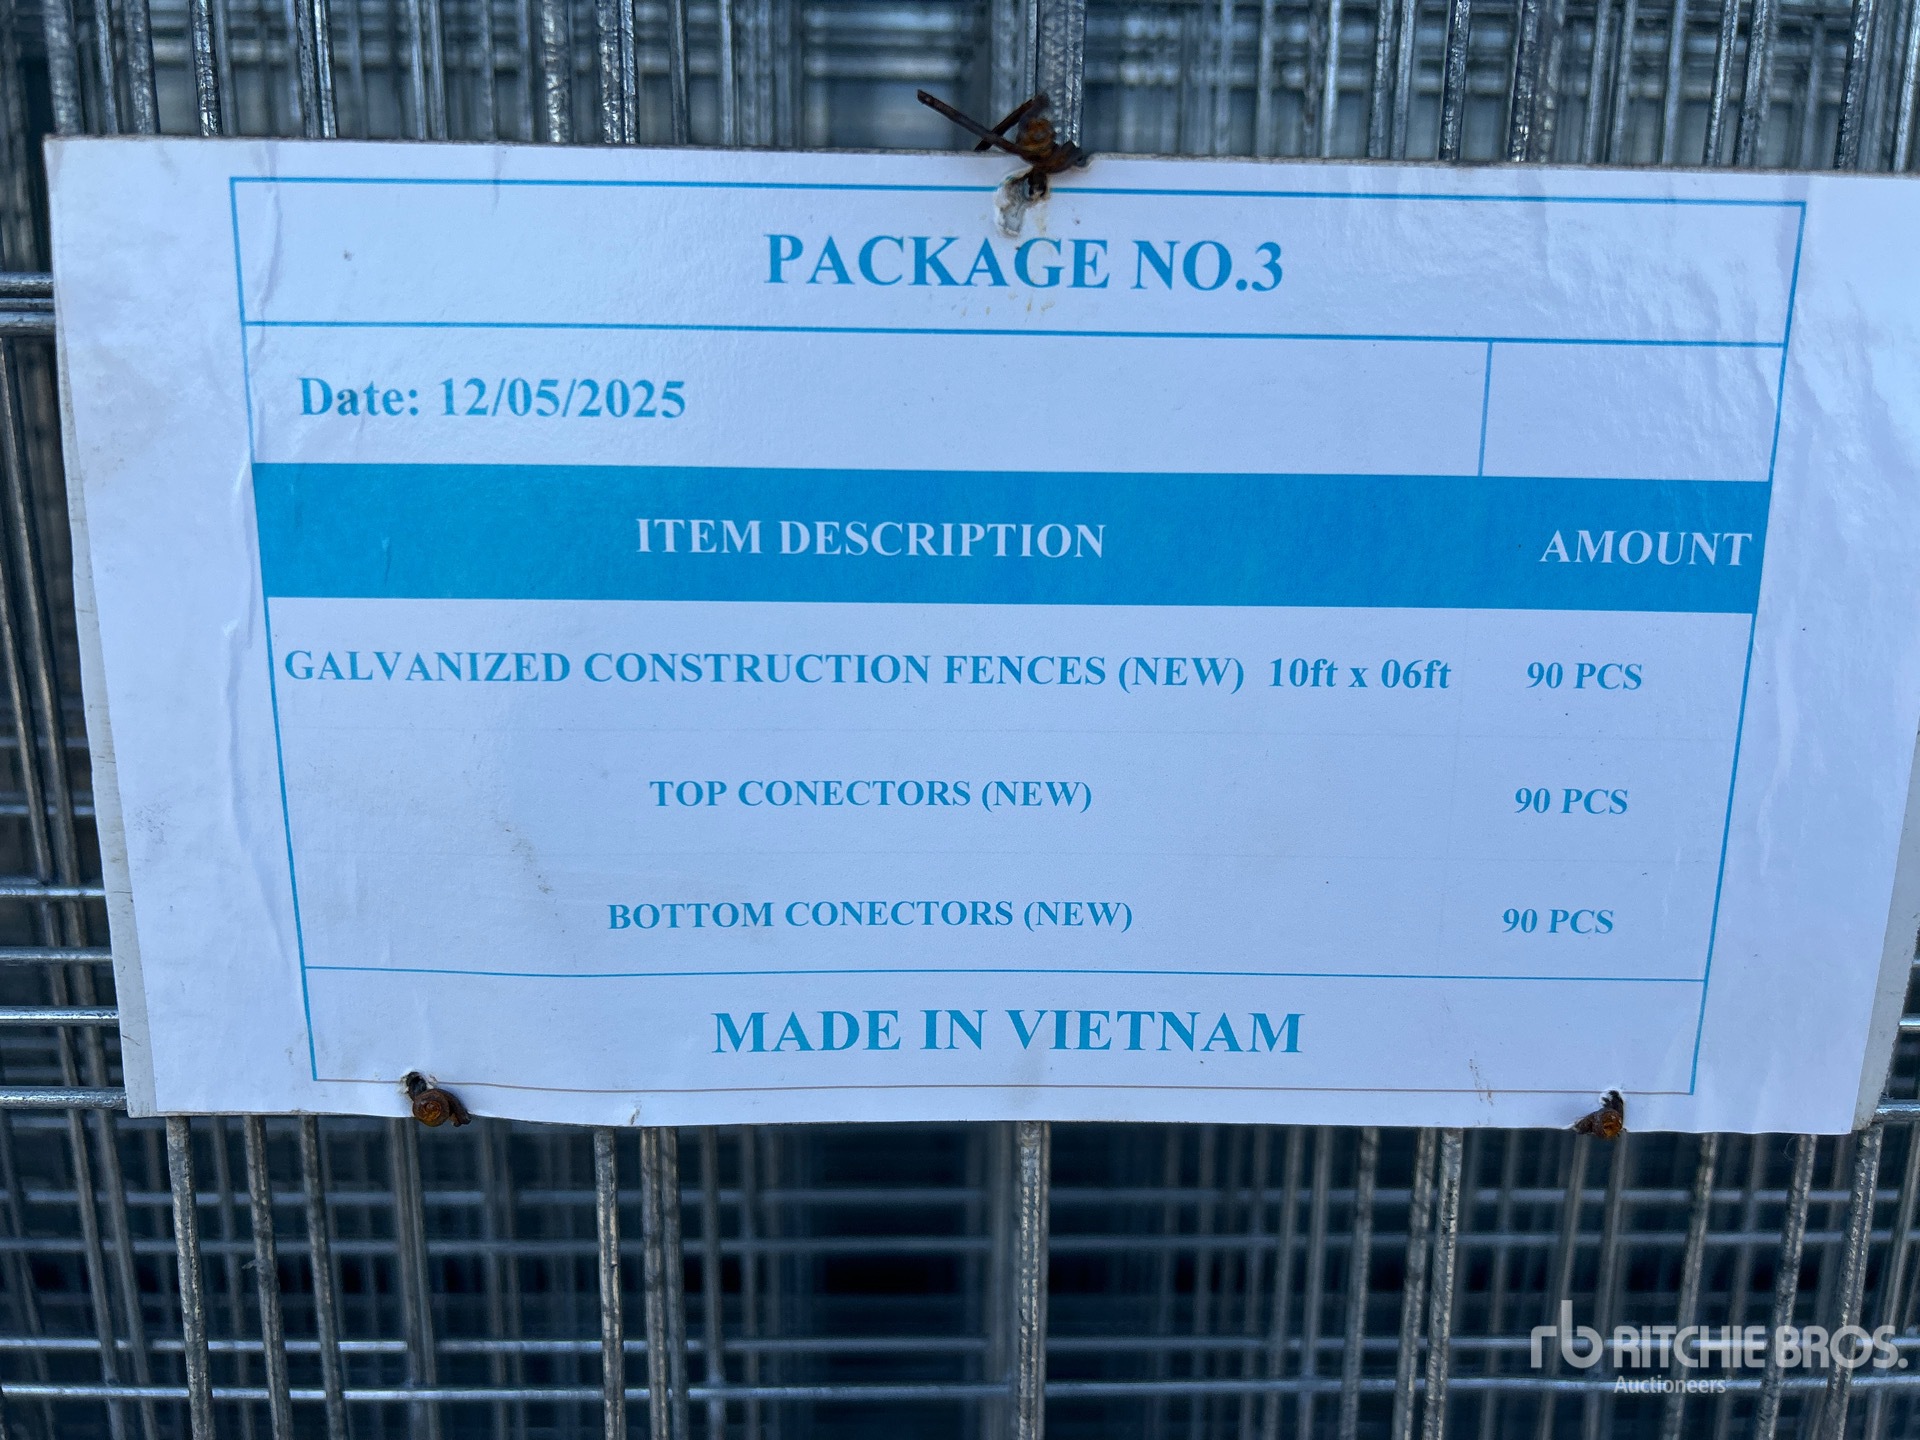 PACKAGE NO.3
Date: 12/05/2025
ITEM DESCRIPTION AMOUNT
GALVANIZED CONSTRUCTION FENCES (NEW) 10ft x 06ft 90 PCS
TOP CONECTORS (NEW) 90 PCS
BOTTOM CONECTORS (NEW) 90 PCS
MADE IN VIETNAM
rb RITCHIE BROS.
Auctioneers